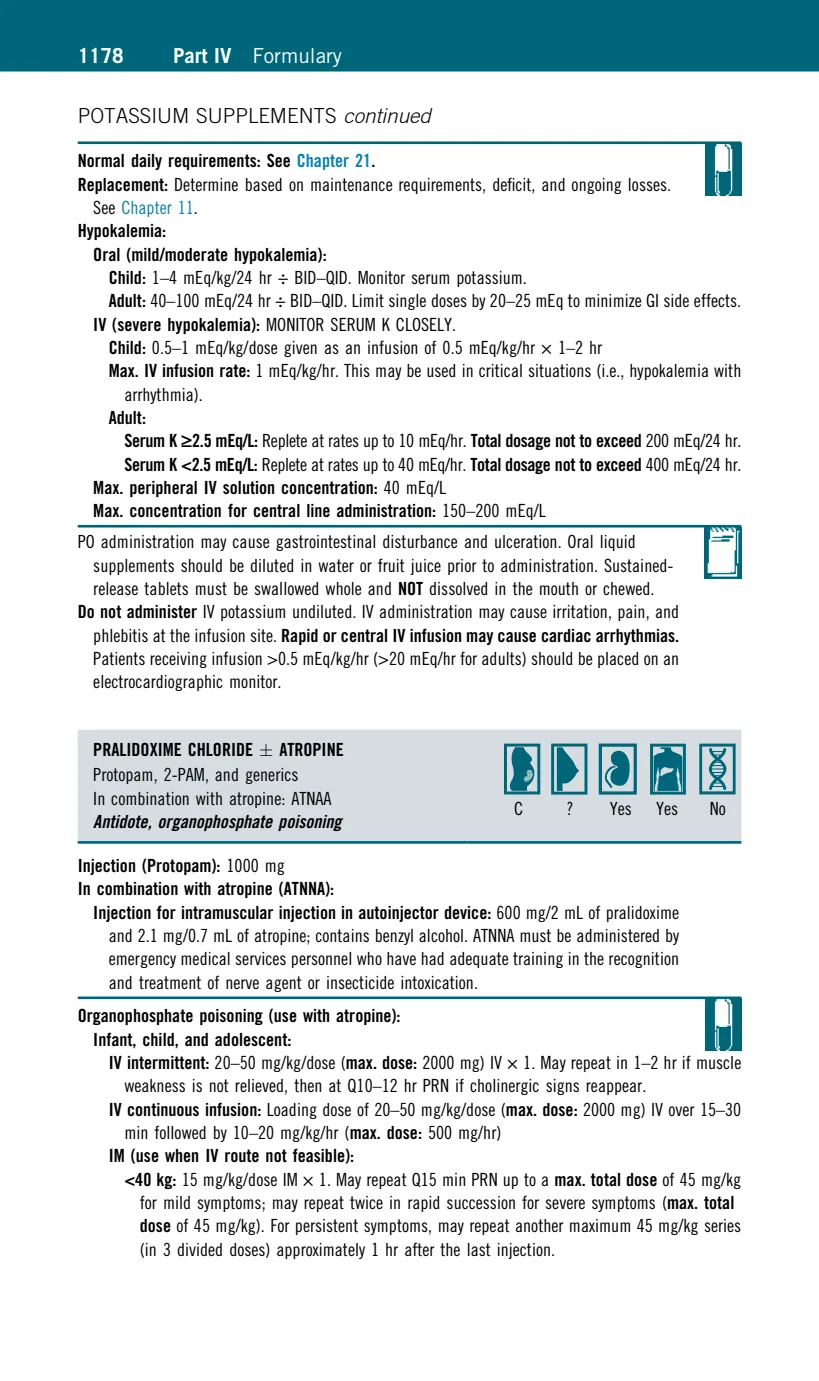 1178 Part IV Formulary
POTASSIUM SUPPLEMENTS continued
Normal daily requirements: See Chapter 21.
Replacement: Determine based on maintenance requirements, deficit, and ongoing losses.
See Chapter 11.
Hypokalemia:
Oral (mild/moderate hypokalemia):
Child: 1–4 mEq/kg/24 hr ÷ BID–QID. Monitor serum potassium.
Adult: 40–100 mEq/24 hr ÷ BID–QID. Limit single doses by 20–25 mEq to minimize GI side effects.
IV (severe hypokalemia): MONITOR SERUM K CLOSELY.
Child: 0.5–1 mEq/kg/dose given as an infusion of 0.5 mEq/kg/hr × 1–2 hr
Max. IV infusion rate: 1 mEq/kg/hr. This may be used in critical situations (i.e., hypokalemia with
arrhythmia).
Adult:
Serum K ≥2.5 mEq/L: Replete at rates up to 10 mEq/hr. Total dosage not to exceed 200 mEq/24 hr.
Serum K <2.5 mEq/L: Replete at rates up to 40 mEq/hr. Total dosage not to exceed 400 mEq/24 hr.
Max. peripheral IV solution concentration: 40 mEq/L
Max. concentration for central line administration: 150–200 mEq/L
PO administration may cause gastrointestinal disturbance and ulceration. Oral liquid
supplements should be diluted in water or fruit juice prior to administration. Sustained-
release tablets must be swallowed whole and NOT dissolved in the mouth or chewed.
Do not administer IV potassium undiluted. IV administration may cause irritation, pain, and
phlebitis at the infusion site. Rapid or central IV infusion may cause cardiac arrhythmias.
Patients receiving infusion >0.5 mEq/kg/hr (>20 mEq/hr for adults) should be placed on an
electrocardiographic monitor.
PRALIDOXIME CHLORIDE ± ATROPINE
Protopam, 2-PAM, and generics
In combination with atropine: ATNAA
Antidote, organophosphate poisoning
C ? Yes Yes No
Injection (Protopam): 1000 mg
In combination with atropine (ATNNA):
Injection for intramuscular injection in autoinjector device: 600 mg/2 mL of pralidoxime
and 2.1 mg/0.7 mL of atropine; contains benzyl alcohol. ATNNA must be administered by
emergency medical services personnel who have had adequate training in the recognition
and treatment of nerve agent or insecticide intoxication.
Organophosphate poisoning (use with atropine):
Infant, child, and adolescent:
IV intermittent: 20–50 mg/kg/dose (max. dose: 2000 mg) IV × 1. May repeat in 1–2 hr if muscle
weakness is not relieved, then at Q10–12 hr PRN if cholinergic signs reappear.
IV continuous infusion: Loading dose of 20–50 mg/kg/dose (max. dose: 2000 mg) IV over 15–30
min followed by 10–20 mg/kg/hr (max. dose: 500 mg/hr)
IM (use when IV route not feasible):
<40 kg: 15 mg/kg/dose IM × 1. May repeat Q15 min PRN up to a max. total dose of 45 mg/kg
for mild symptoms; may repeat twice in rapid succession for severe symptoms (max. total
dose of 45 mg/kg). For persistent symptoms, may repeat another maximum 45 mg/kg series
(in 3 divided doses) approximately 1 hr after the last injection.